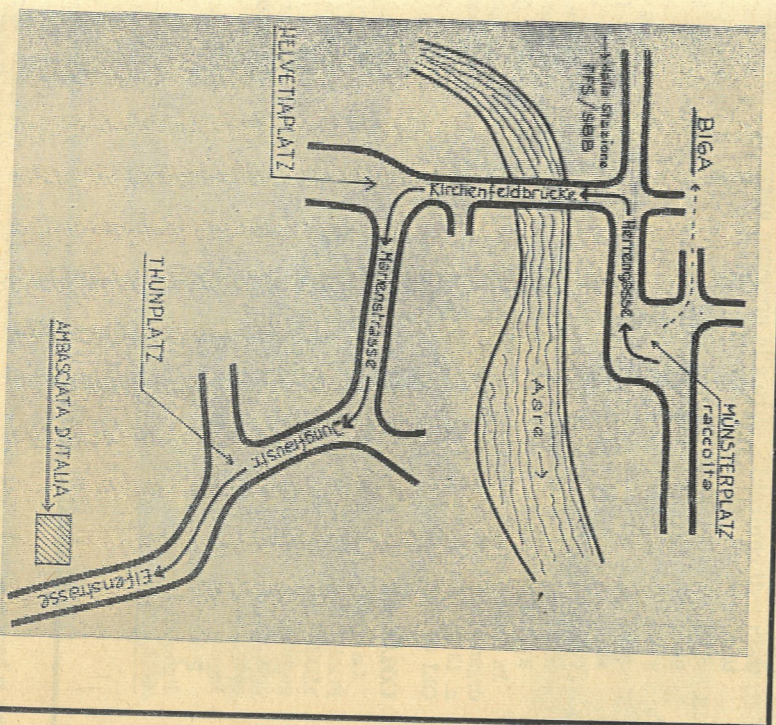 BIGA
→ dalla Stazione
FFS/SBB
MÜNSTERPLATZ
raccolta
Herrengasse
Kirchenfeldbrücke
Aare →
HELVETIAPLATZ
Marienstrasse
Jungfraustr.
THUNPLATZ
Elfenstrasse
AMBASCIATA D'ITALIA